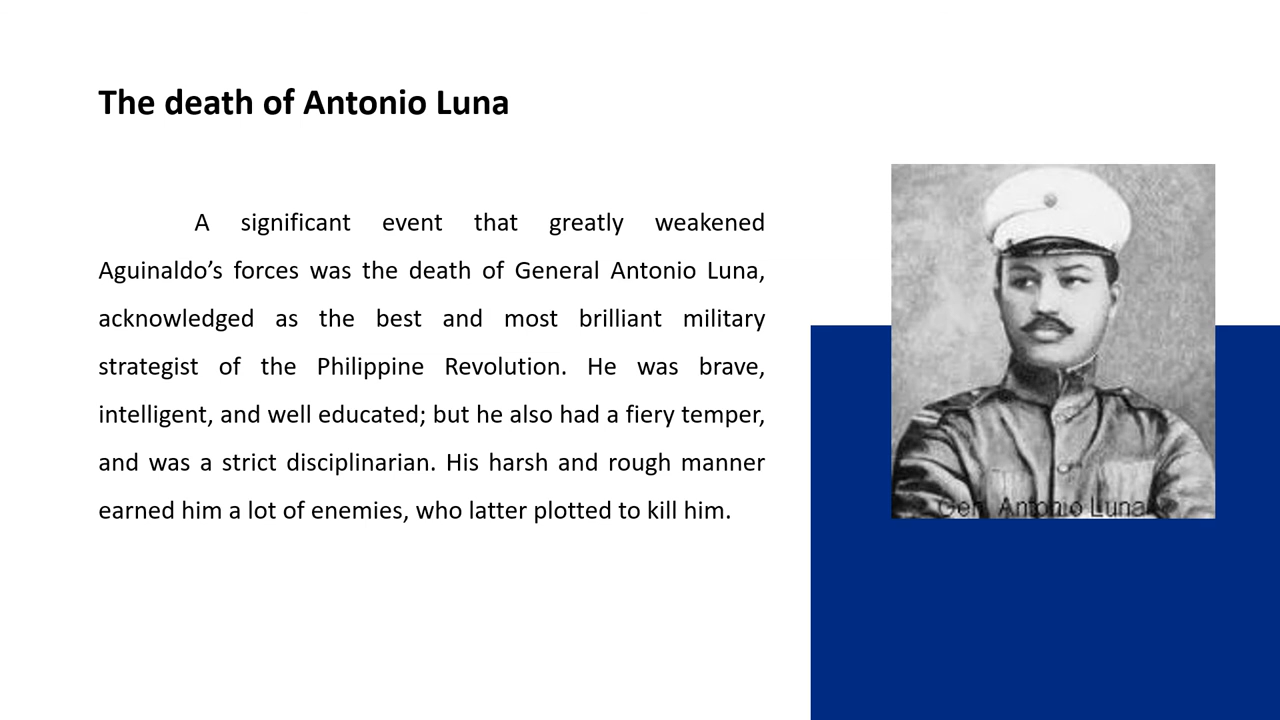 The death of Antonio Luna
A significant event that greatly weakened
Aguinaldo’s forces was the death of General Antonio Luna,
acknowledged as the best and most brilliant military
strategist of the Philippine Revolution. He was brave,
intelligent, and well educated; but he also had a fiery temper,
and was a strict disciplinarian. His harsh and rough manner
earned him a lot of enemies, who latter plotted to kill him.
Gen. Antonio Luna